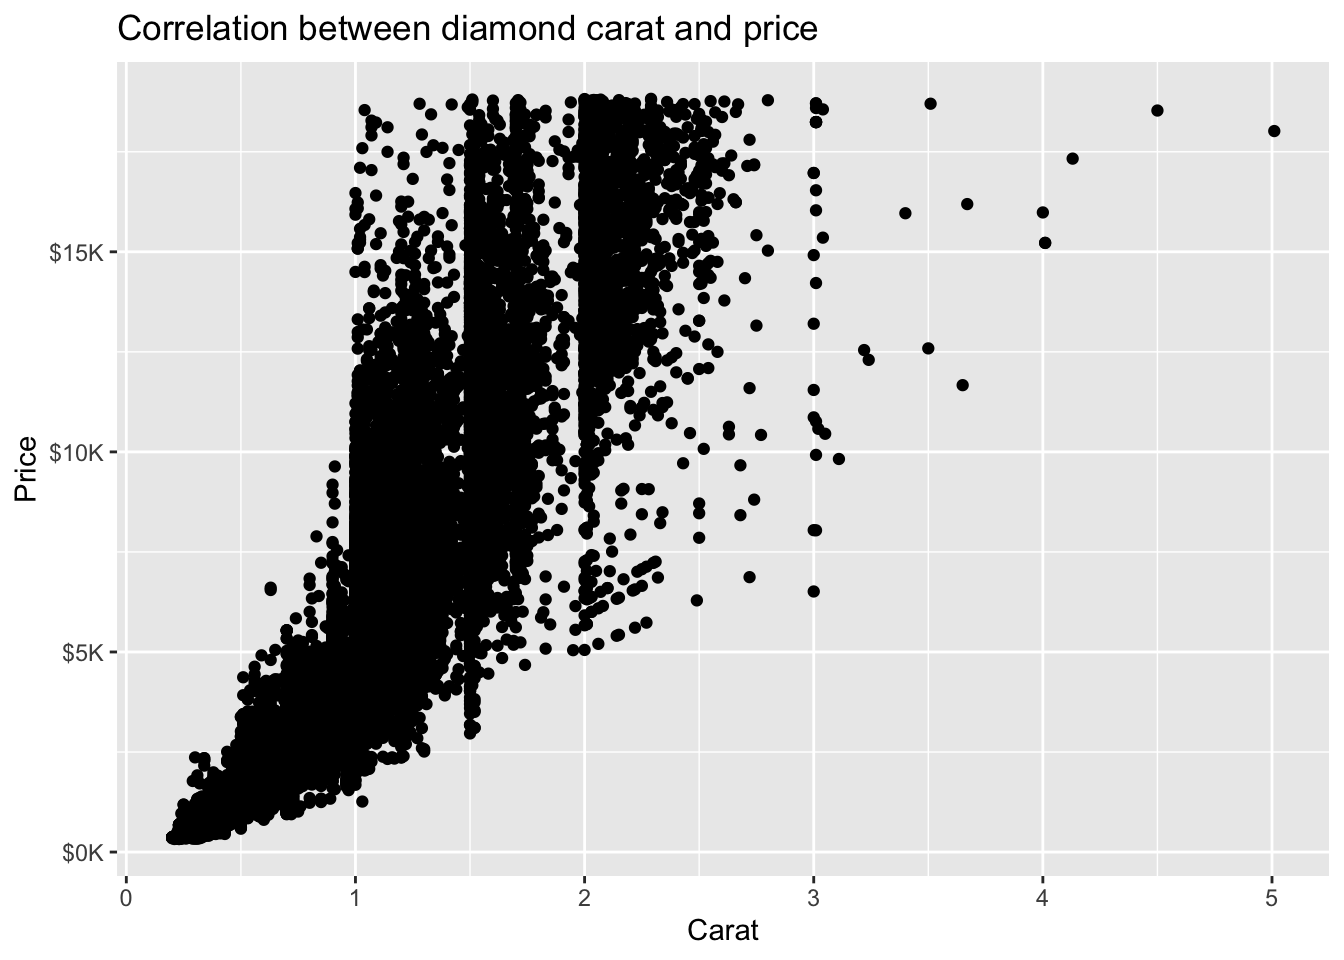 Correlation between diamond carat and price
$15K
$10K
$5K
$0K
Price
0 1 2 3 4 5
Carat